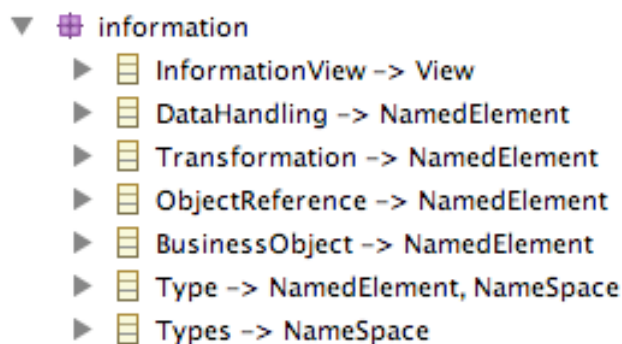 information
InformationView -> View
DataHandling -> NamedElement
Transformation -> NamedElement
ObjectReference -> NamedElement
BusinessObject -> NamedElement
Type -> NamedElement, NameSpace
Types -> NameSpace